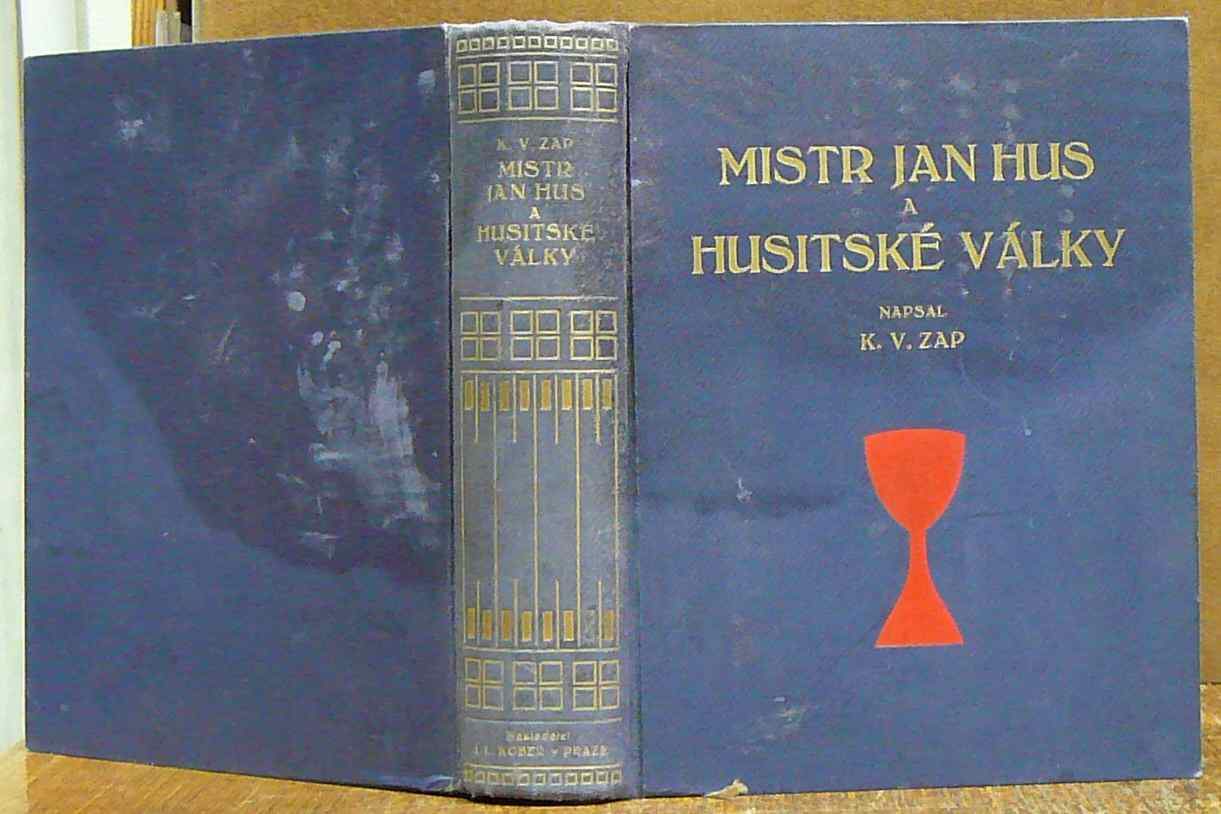 K. V. ZAP
MISTR
JAN HUS
A
HUSITSKÉ
VÁLKY
Nakladatel
I. L. KOBER v PRAZE
MISTR JAN HUS
A
HUSITSKÉ VÁLKY
NAPSAL
K. V. ZAP